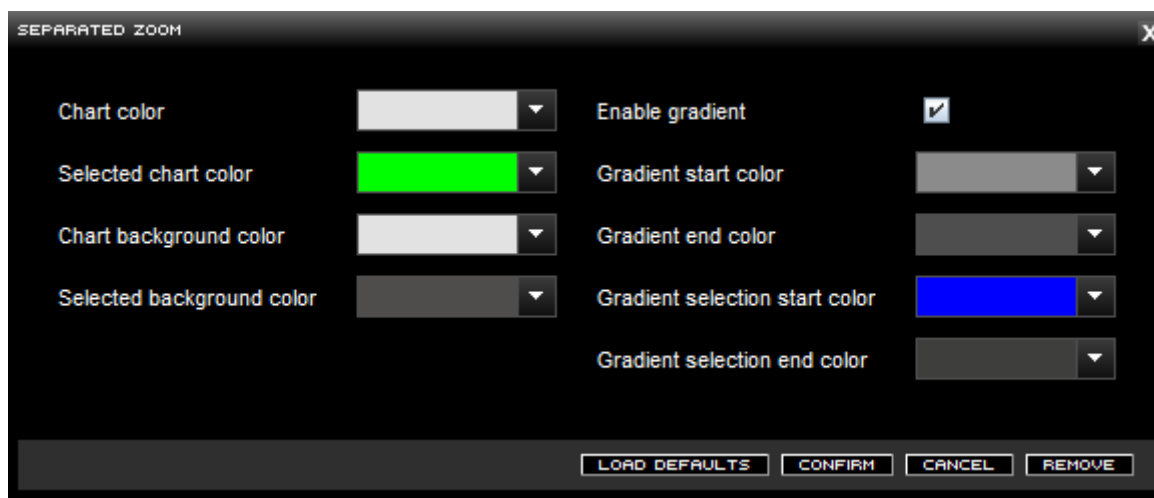 SEPARATED ZOOM
X
Chart color
Enable gradient
Selected chart color
Gradient start color
Chart background color
Gradient end color
Selected background color
Gradient selection start color
Gradient selection end color
LOAD DEFAULTS CONFIRM CANCEL REMOVE